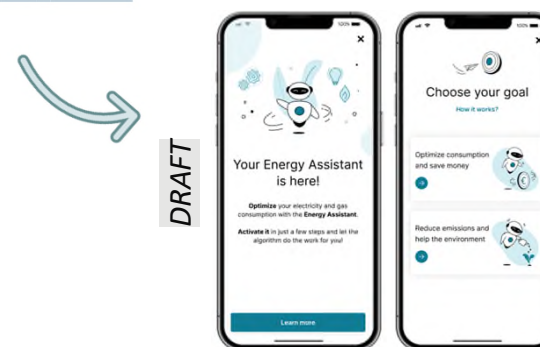 DRAFT
100%
Your Energy Assistant
is here!
Optimize your electricity and gas
consumption with the Energy Assistant.
Activate it in just a few steps and let the
algorithm do the work for you!
Learn more
100%
Choose your goal
How it works?
Optimize consumption
and save money
Reduce emissions and
help the environment